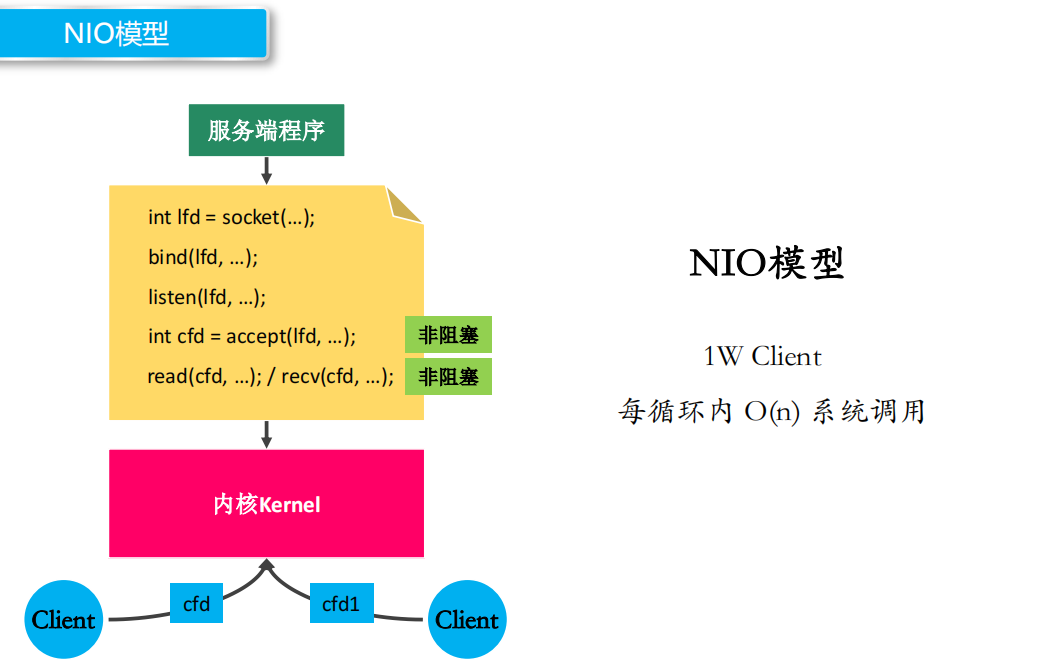 NIO模型
服务端程序
int lfd = socket(…);
bind(lfd, …);
listen(lfd, …);
int cfd = accept(lfd, …);
非阻塞
read(cfd, …); / recv(cfd, …);
非阻塞
内核Kernel
cfd
cfd1
Client
Client
NIO模型
1W Client
每循环内 O(n) 系统调用